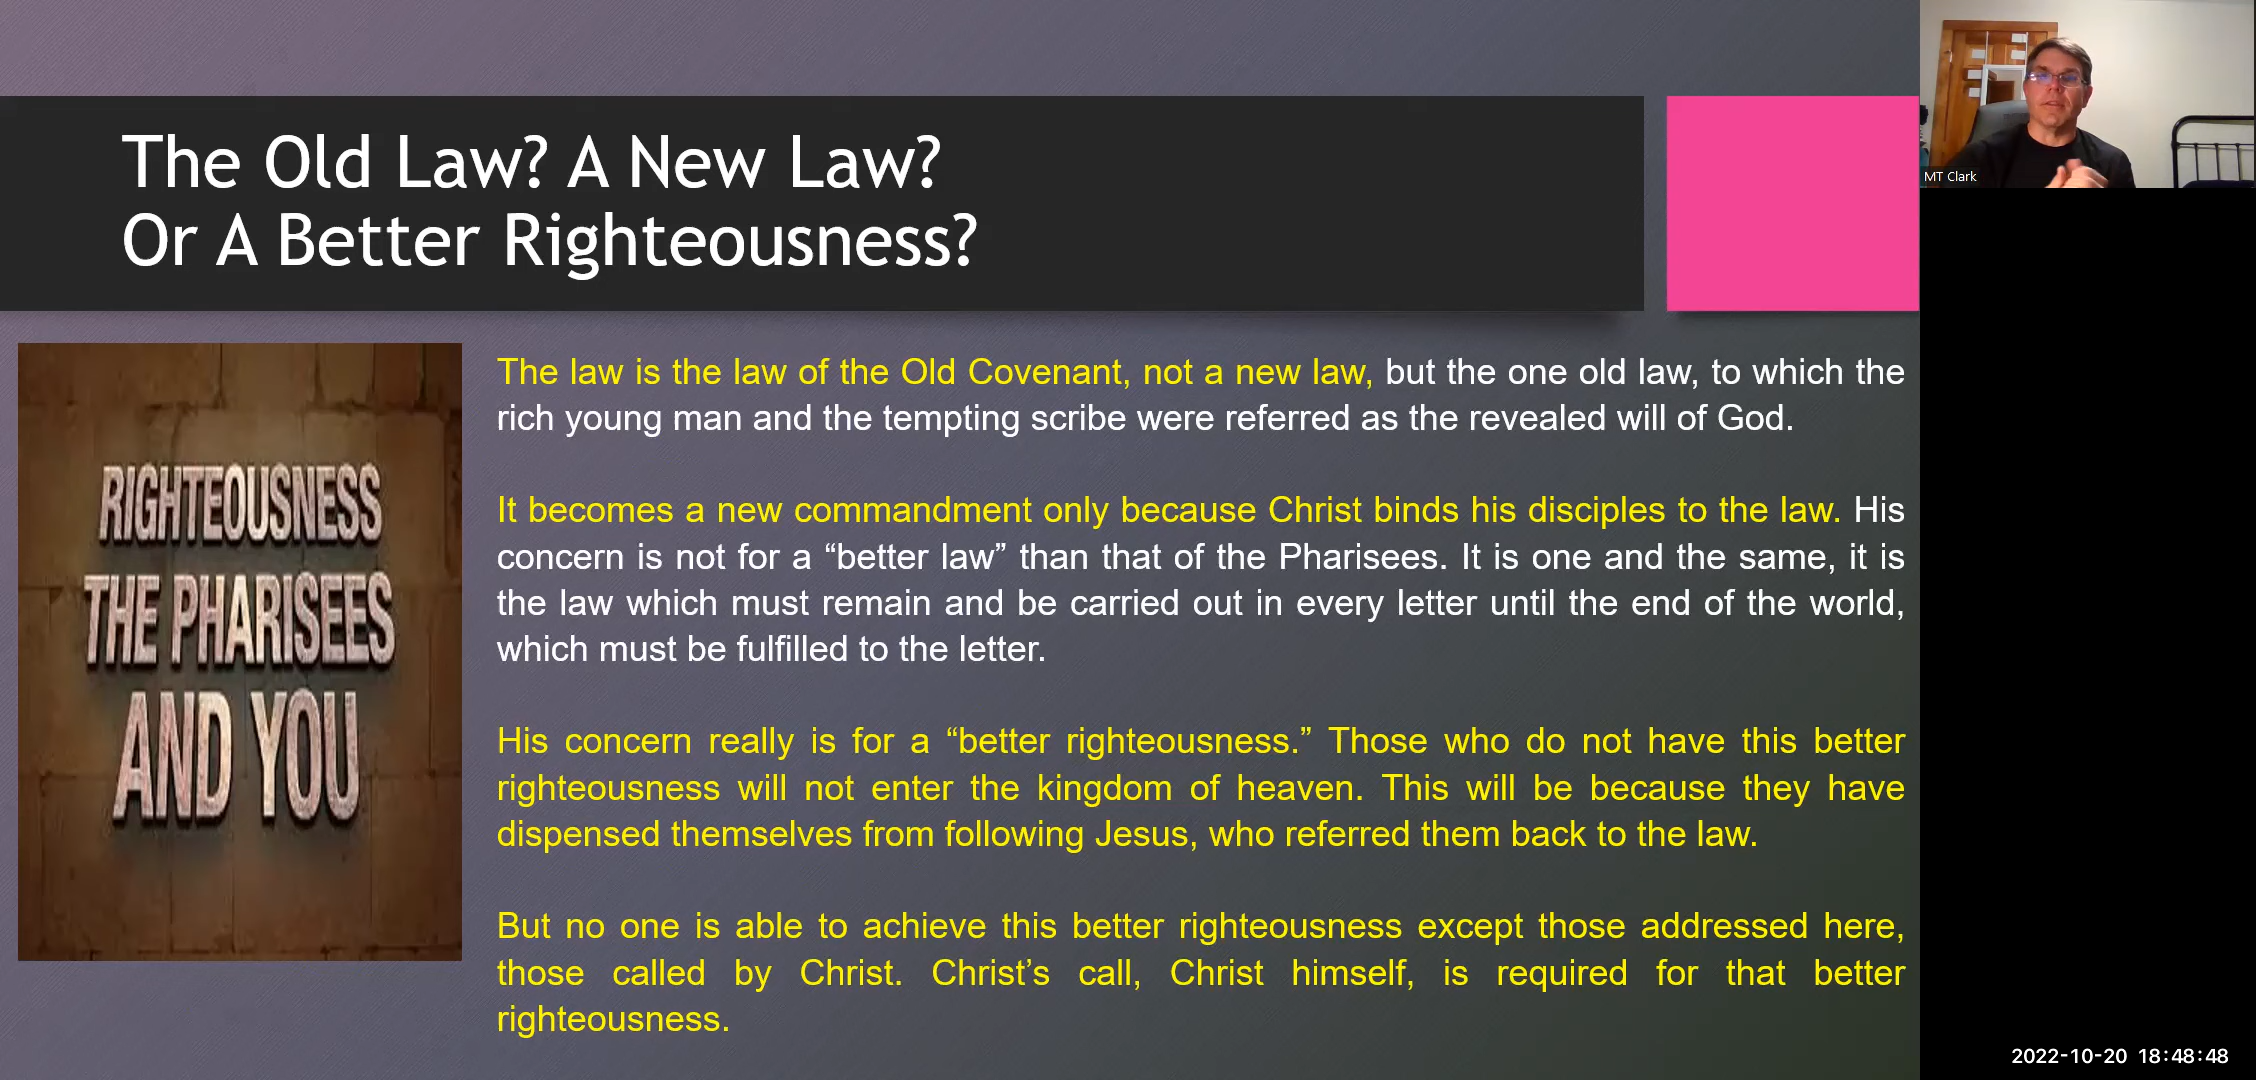 The Old Law? A New Law?
Or A Better Righteousness?
MT Clark
RIGHTEOUSNESS
THE PHARISEES
AND YOU
The law is the law of the Old Covenant, not a new law, but the one old law, to which the
rich young man and the tempting scribe were referred as the revealed will of God.
It becomes a new commandment only because Christ binds his disciples to the law. His
concern is not for a “better law” than that of the Pharisees. It is one and the same, it is
the law which must remain and be carried out in every letter until the end of the world,
which must be fulfilled to the letter.
His concern really is for a “better righteousness.” Those who do not have this better
righteousness will not enter the kingdom of heaven. This will be because they have
dispensed themselves from following Jesus, who referred them back to the law.
But no one is able to achieve this better righteousness except those addressed here,
those called by Christ. Christ’s call, Christ himself, is required for that better
righteousness.
2022-10-20 18:48:48